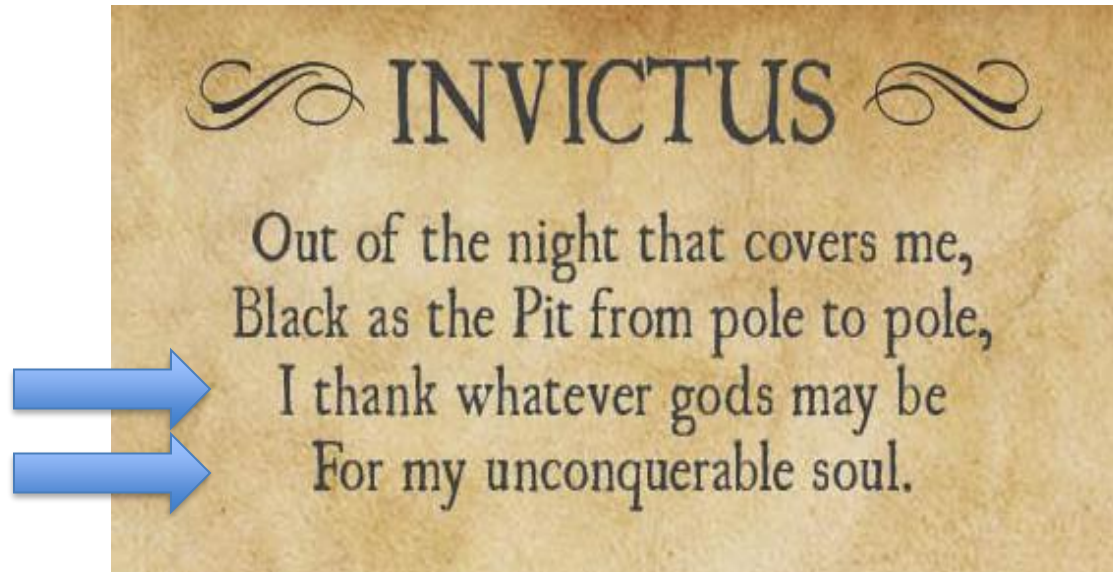 INVICTUS
Out of the night that covers me,
Black as the Pit from pole to pole,
I thank whatever gods may be
For my unconquerable soul.